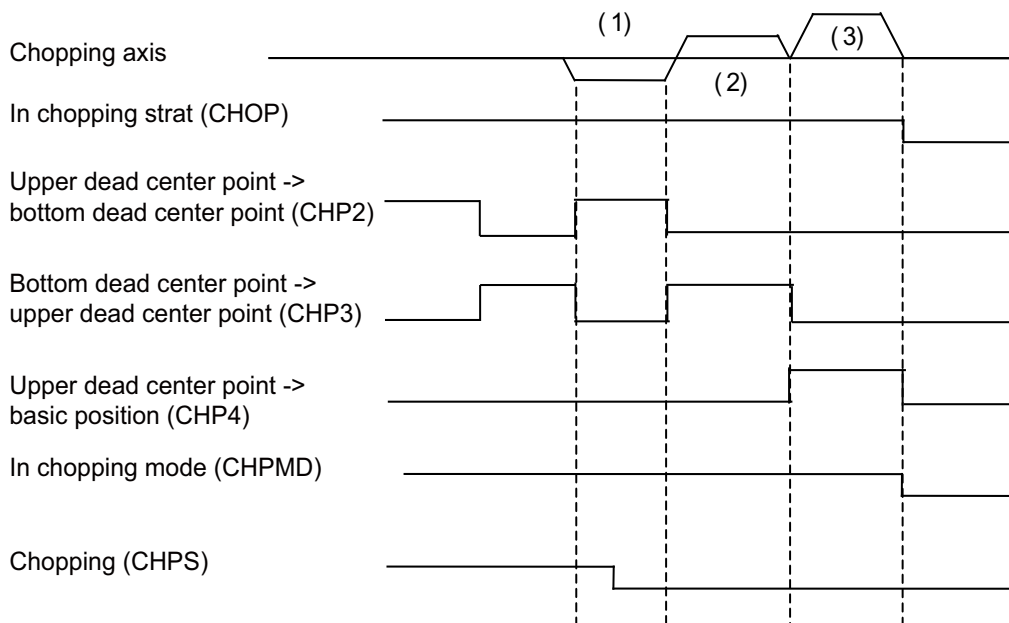 (1)
(3)
Chopping axis
(2)
In chopping strat (CHOP)
Upper dead center point ->
bottom dead center point (CHP2)
Bottom dead center point ->
upper dead center point (CHP3)
Upper dead center point ->
basic position (CHP4)
In chopping mode (CHPMD)
Chopping (CHPS)